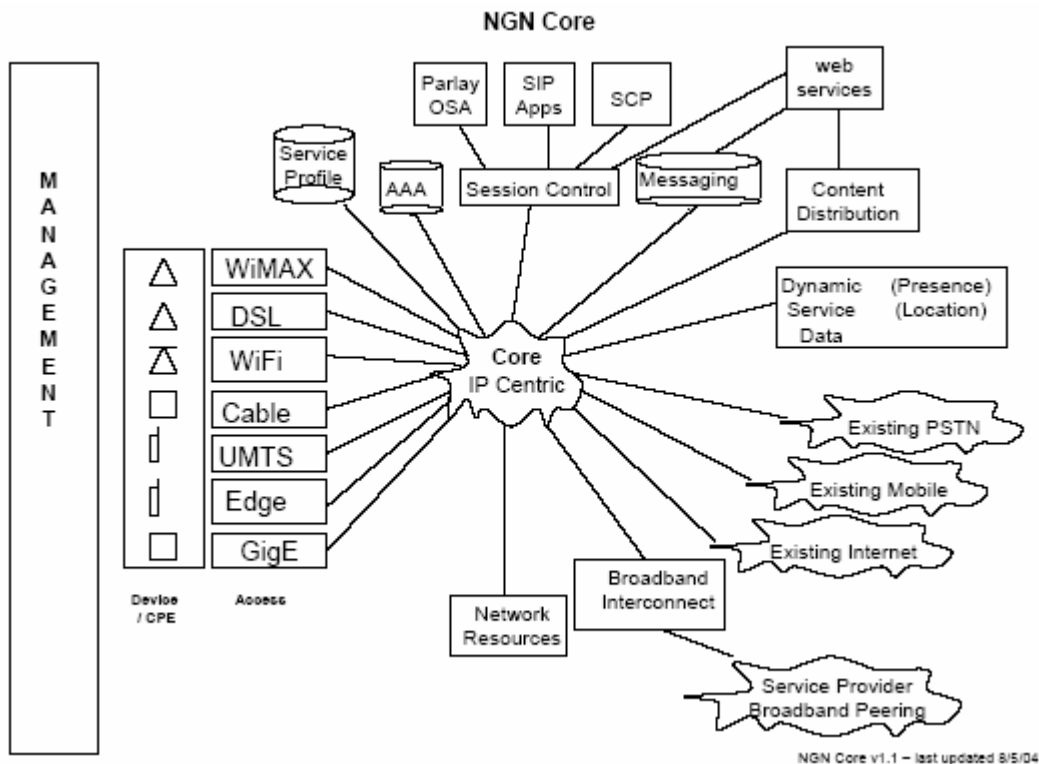 NGN Core
MANAGEMENT
Parlay
OSA
SIP
Apps
SCP
web
services
Service
Profile
AAA
Session Control
Messaging
Content
Distribution
WiMAX
DSL
WiFi
Cable
UMTS
Edge
GigE
Device
/ CPE
Access
Core
IP Centric
Dynamic (Presence)
Service (Location)
Data
Existing PSTN
Existing Mobile
Existing Internet
Broadband
Interconnect
Network
Resources
Service Provider
Broadband Peering
NGN Core v1.1 – last updated 8/5/04